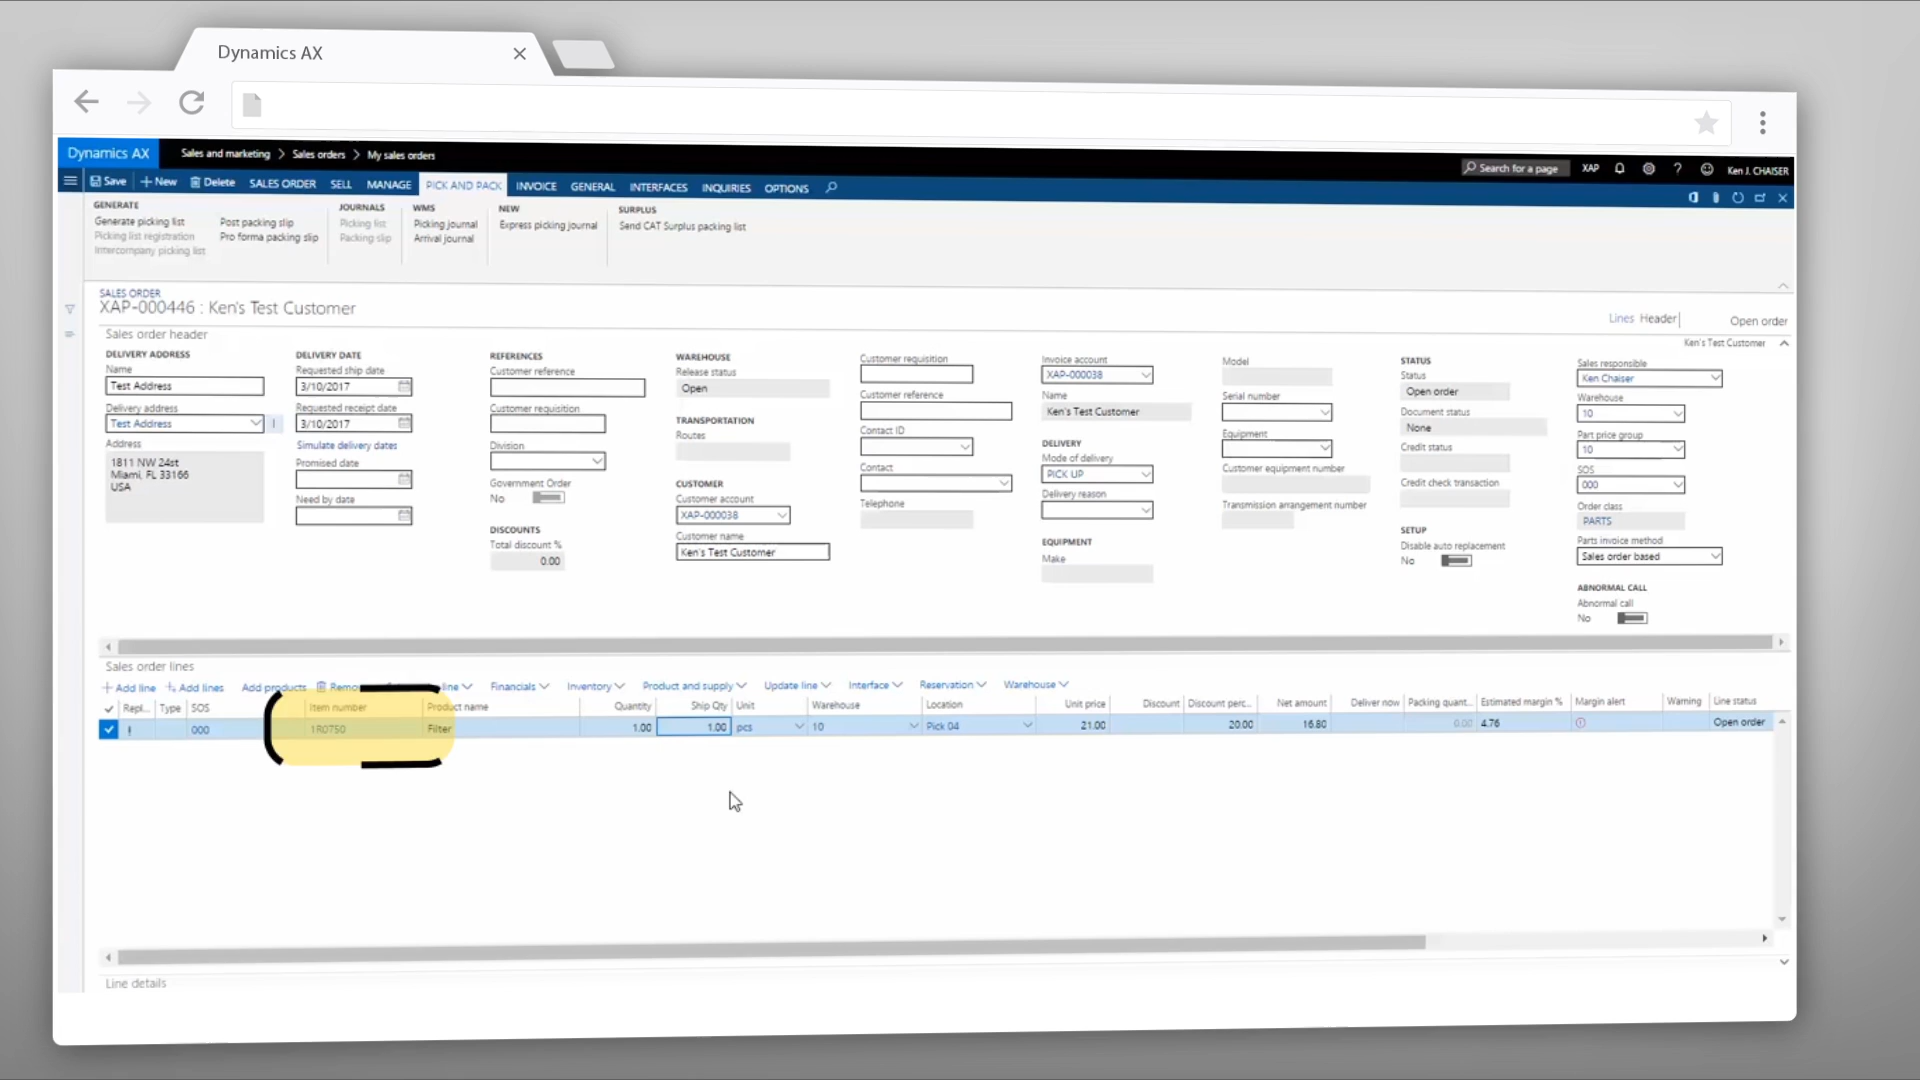 Dynamics AX
Dynamics AX
Sales and marketing > Sales orders > My sales orders
Search for a page
XAP
?
Ken J. CHAISER
Save
New
Delete
SALES ORDER
SELL
MANAGE
PICK AND PACK
INVOICE
GENERAL
INTERFACES
INQUIRIES
OPTIONS
GENERATE
Generate picking list
Picking list registration
Intercompany picking list
Post packing slip
Pro forma packing slip
JOURNALS
Picking list
Packing slip
WMS
Picking journal
Arrival journal
NEW
Express picking journal
SURPLUS
Send CAT Surplus packing list
SALES ORDER
XAP-000446 : Ken's Test Customer
Lines Header
Open order
Sales order header
Ken's Test Customer
DELIVERY ADDRESS
Name
Test Address
Delivery address
Test Address
Address
1811 NW 24st
Miami, FL 33166
USA
DELIVERY DATE
Requested ship date
3/10/2017
Requested receipt date
3/10/2017
Simulate delivery dates
Promised date
Need by date
REFERENCES
Customer reference
Customer requisition
Division
Government Order
No
DISCOUNTS
Total discount %
0.00
WAREHOUSE
Release status
Open
TRANSPORTATION
Routes
CUSTOMER
Customer account
XAP-000038
Customer name
Ken's Test Customer
Customer requisition
Customer reference
Contact ID
Contact
Telephone
Invoice account
XAP-000038
Name
Ken's Test Customer
DELIVERY
Mode of delivery
PICK UP
Delivery reason
EQUIPMENT
Make
Model
Serial number
Equipment
Customer equipment number
Transmission arrangement number
STATUS
Status
Open order
Document status
None
Credit status
Credit check transaction
SETUP
Disable auto replacement
No
Sales responsible
Ken Chaiser
Warehouse
10
Part price group
10
SOS
000
Order class
PARTS
Parts invoice method
Sales order based
ABNORMAL CALL
Abnormal call
No
Sales order lines
Add line
Add lines
Add products
line
Financials
Inventory
Product and supply
Update line
Interface
Reservation
Warehouse
Repl... Type SOS Item number Product name Quantity Ship Qty Unit Warehouse Location Unit price Discount Discount perc... Net amount Deliver now Packing quant... Estimated margin % Margin alert Warning Line status
! 000 1R0750 Filter 1.00 1.00 pcs 10 Pick 04 21.00 20.00 16.80 0.00 4.76 Open order
Line details